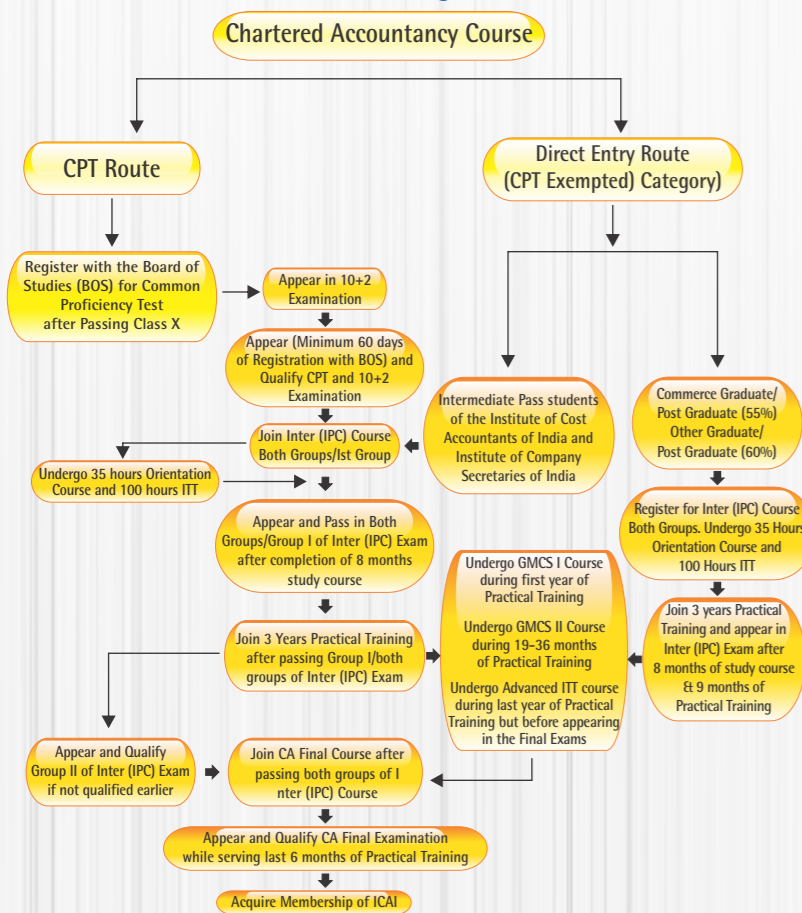 Chartered Accountancy Course
CPT Route
Direct Entry Route
(CPT Exempted) Category)
Register with the Board of
Studies (BOS) for Common
Proficiency Test
after Passing Class X
Appear in 10+2
Examination
Appear (Minimum 60 days
of Registration with BOS) and
Qualify CPT and 10+2
Examination
Intermediate Pass students
of the Institute of Cost
Accountants of India and
Institute of Company
Secretaries of India
Commerce Graduate/
Post Graduate (55%)
Other Graduate/
Post Graduate (60%)
Join Inter (IPC) Course
Both Groups/Ist Group
Undergo 35 hours Orientation
Course and 100 hours ITT
Register for Inter (IPC) Course
Both Groups. Undergo 35 Hours
Orientation Course and
100 Hours ITT
Appear and Pass in Both
Groups/Group I of Inter (IPC) Exam
after completion of 8 months
study course
Undergo GMCS I Course
during first year of
Practical Training
Undergo GMCS II Course
during 19-36 months
of Practical Training
Undergo Advanced ITT course
during last year of Practical
Training but before appearing
in the Final Exams
Join 3 years Practical
Training and appear in
Inter (IPC) Exam after
8 months of study course
& 9 months of
Practical Training
Join 3 Years Practical Training
after passing Group I/both
groups of Inter (IPC) Exam
Appear and Qualify
Group II of Inter (IPC) Exam
if not qualified earlier
Join CA Final Course after
passing both groups of I
nter (IPC) Course
Appear and Qualify CA Final Examination
while serving last 6 months of Practical Training
Acquire Membership of ICAI